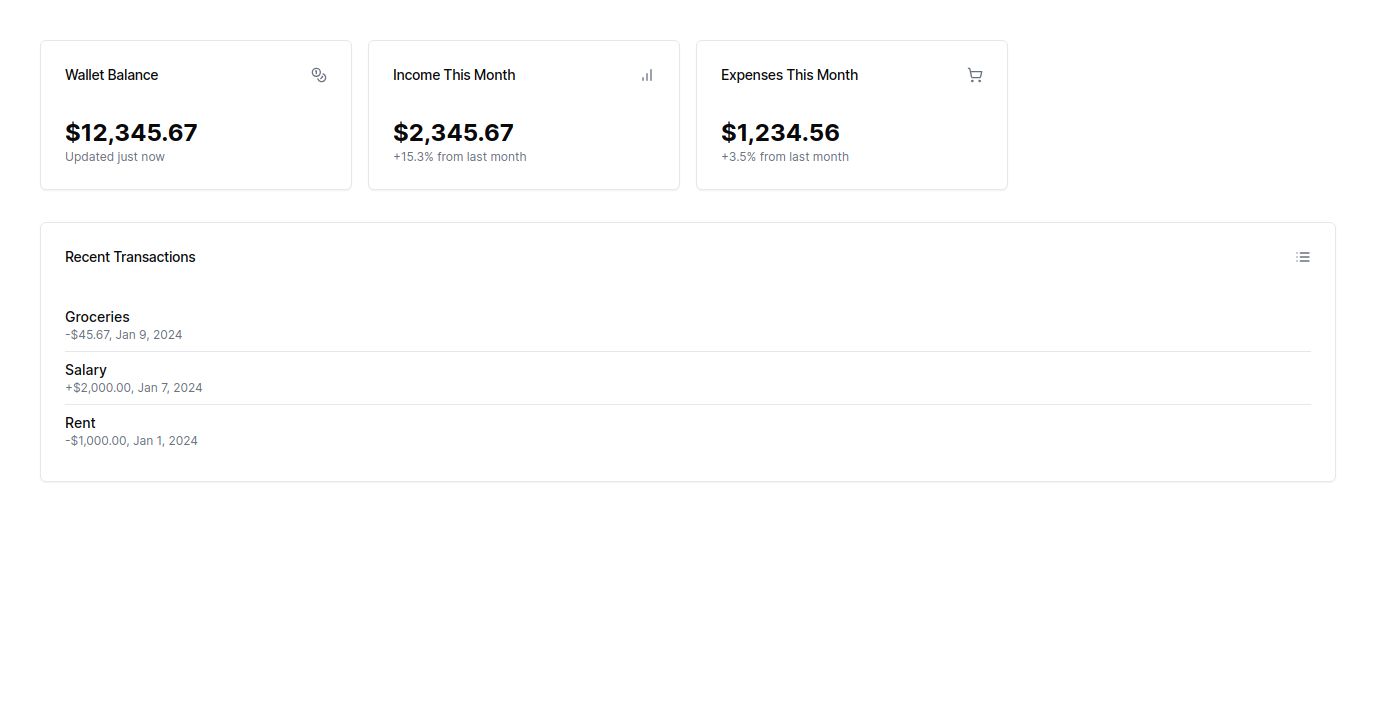 Wallet Balance
$12,345.67
Updated just now
Income This Month
$2,345.67
+15.3% from last month
Expenses This Month
$1,234.56
+3.5% from last month
Recent Transactions
Groceries
-$45.67, Jan 9, 2024
Salary
+$2,000.00, Jan 7, 2024
Rent
-$1,000.00, Jan 1, 2024